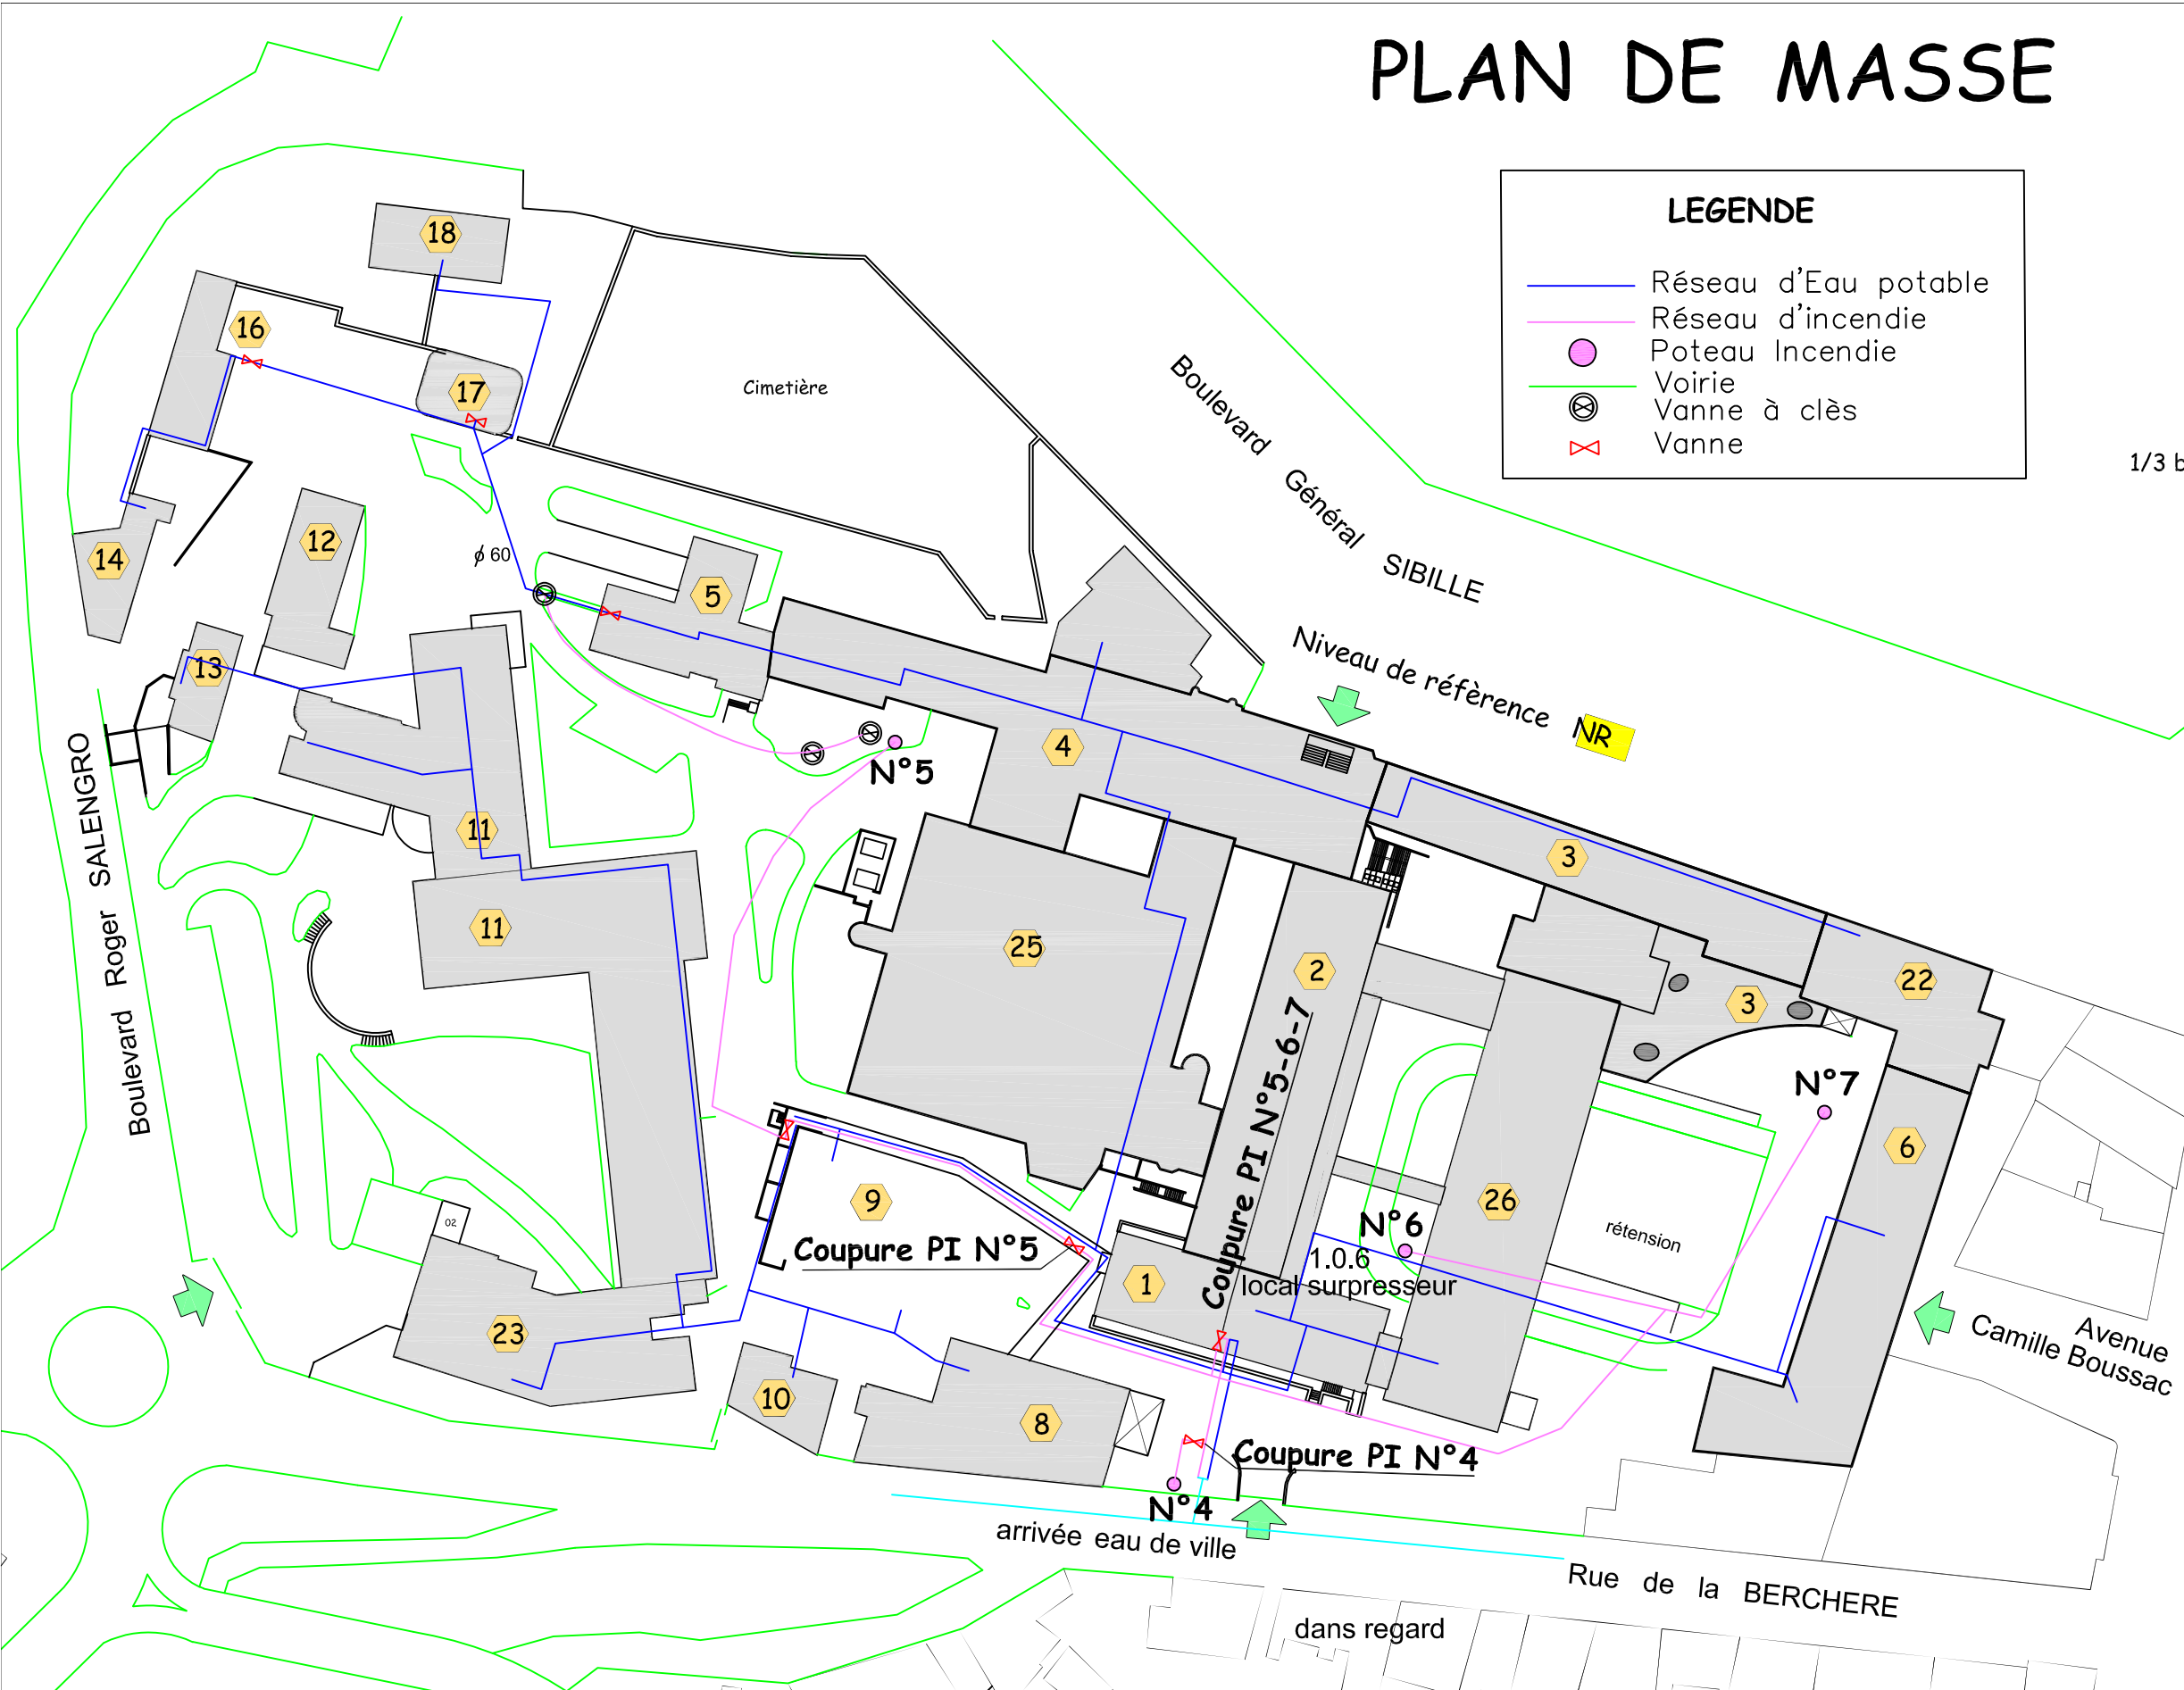 PLAN DE MASSE
LEGENDE
Réseau d'Eau potable
Réseau d'incendie
Poteau Incendie
Voirie
Vanne à clès
Vanne
1/3 b
18
16
17
Cimetière
Boulevard Général SIBILLE
12
14
ϕ 60
5
13
Niveau de réfèrence NR
N°5
4
3
11
11
25
2
3
22
Boulevard Roger SALENGRO
Coupure PI N°5-6-7
N°7
6
9
26
O2
N°6
rétension
Coupure PI N°5
1
1.0.6
local surpresseur
23
10
8
Avenue
Camille Boussac
Coupure PI N°4
N°4
arrivée eau de ville
Rue de la BERCHERE
dans regard